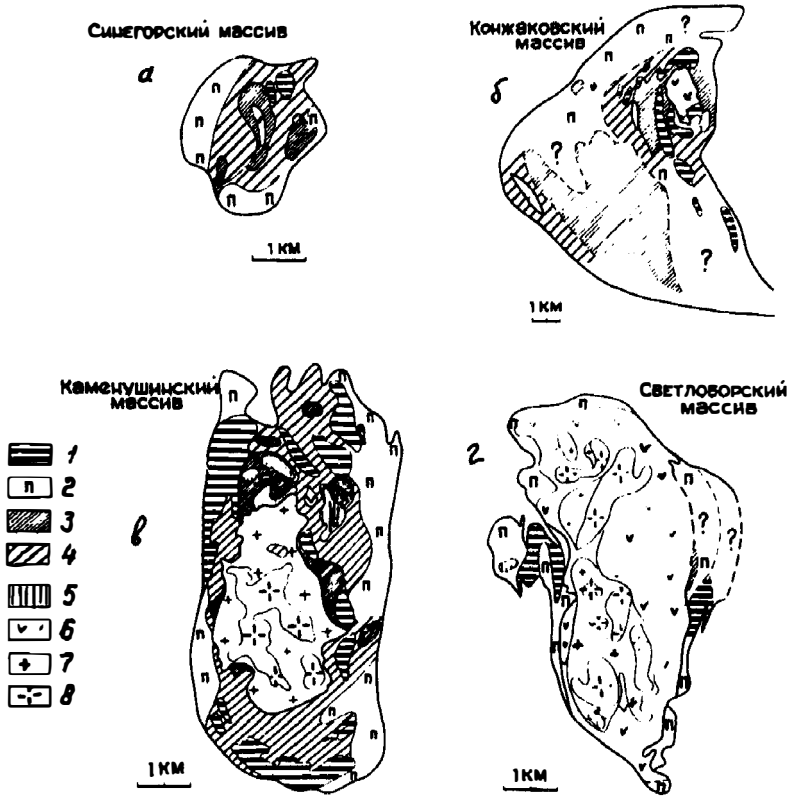 Синегорский массив
а
1 км
Конжаковский
массив
б
1 км
Каменушинский
массив
в
1 км
Светлоборский
массив
г
1 км
1
п 2
3
4
5
6
7
8